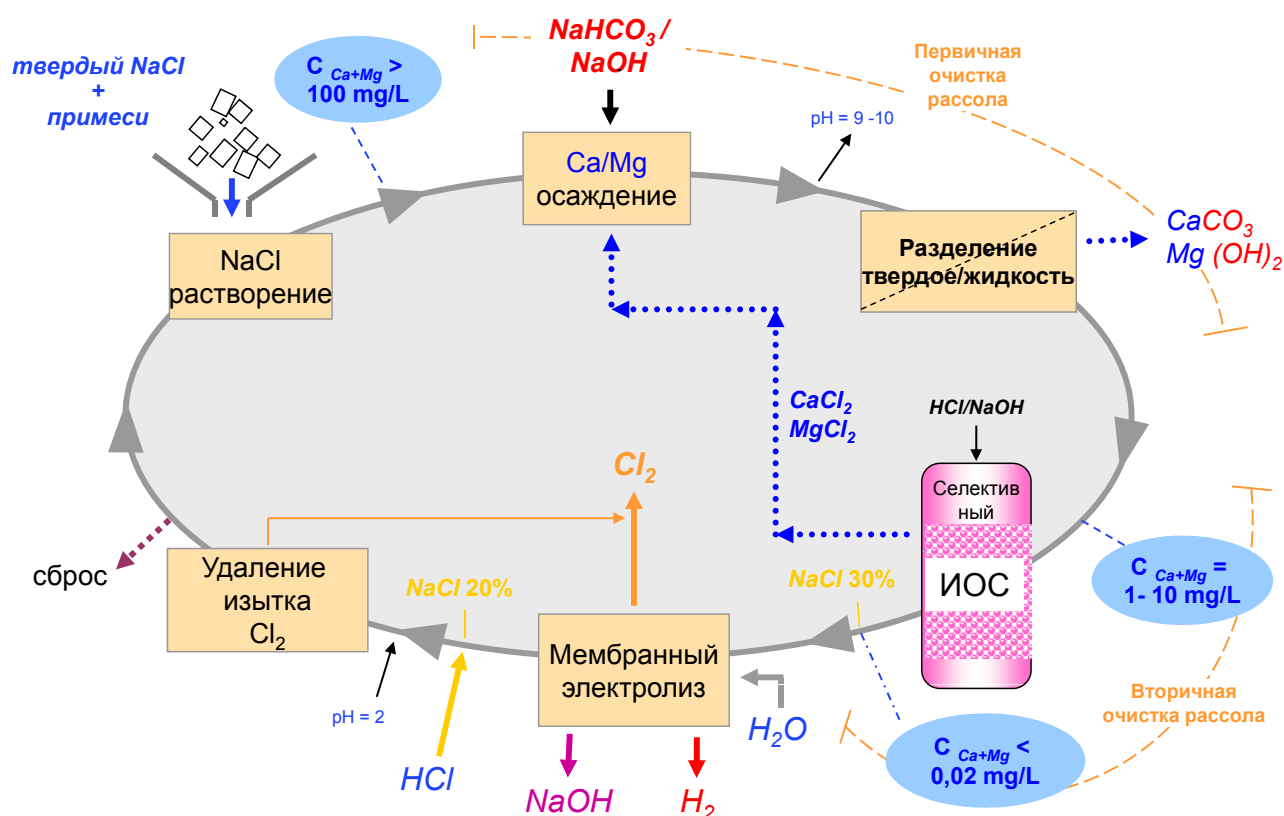 твердый NaCl
+
примеси
C Ca+Mg >
100 mg/L
NaHCO₃ /
NaOH
Первичная
очистка
рассола
pH = 9 -10
Ca/Mg
осаждение
NaCl
растворение
Разделение
твердое/жидкость
CaCO₃
Mg (OH)₂
CaCl₂
MgCl₂
HCl/NaOH
Селектив
ный
ИОС
Cl₂
C Ca+Mg =
1- 10 mg/L
сброс
Удаление
изытка
Cl₂
NaCl 20%
NaCl 30%
Мембранный
электролиз
pH = 2
HCl
H₂O
NaOH
H₂
C Ca+Mg <
0,02 mg/L
Вторичная
очистка рассола